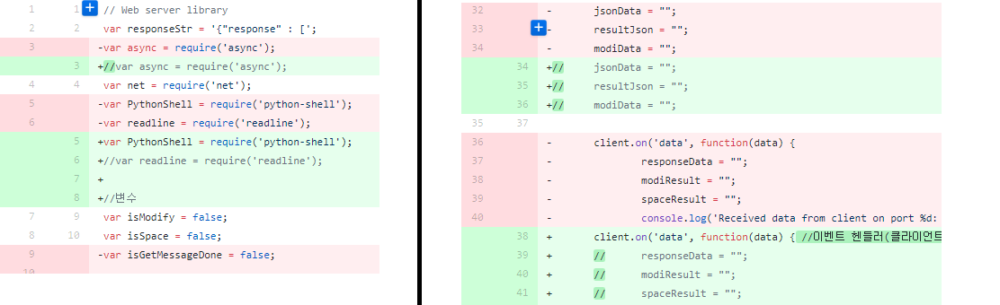 1 1 + // Web server library
2 2 var responseStr = '{"response" : [';
3 -var async = require('async');
3 +//var async = require('async');
4 4 var net = require('net');
5 -var PythonShell = require('python-shell');
6 -var readline = require('readline');
5 +var PythonShell = require('python-shell');
6 +//var readline = require('readline');
7 +
8 +//변수
7 9 var isModify = false;
8 10 var isSpace = false;
9 -var isGetMessageDone = false;
10
32 - jsonData = "";
33 + - resultJson = "";
34 - modiData = "";
34 +// jsonData = "";
35 +// resultJson = "";
36 +// modiData = "";
35 37
36 - client.on('data', function(data) {
37 - responseData = "";
38 - modiResult = "";
39 - spaceResult = "";
40 - console.log('Received data from client on port %d:
38 + client.on('data', function(data) { //이벤트 헨들러(클라이언트
39 + // responseData = "";
40 + // modiResult = "";
41 + // spaceResult = "";